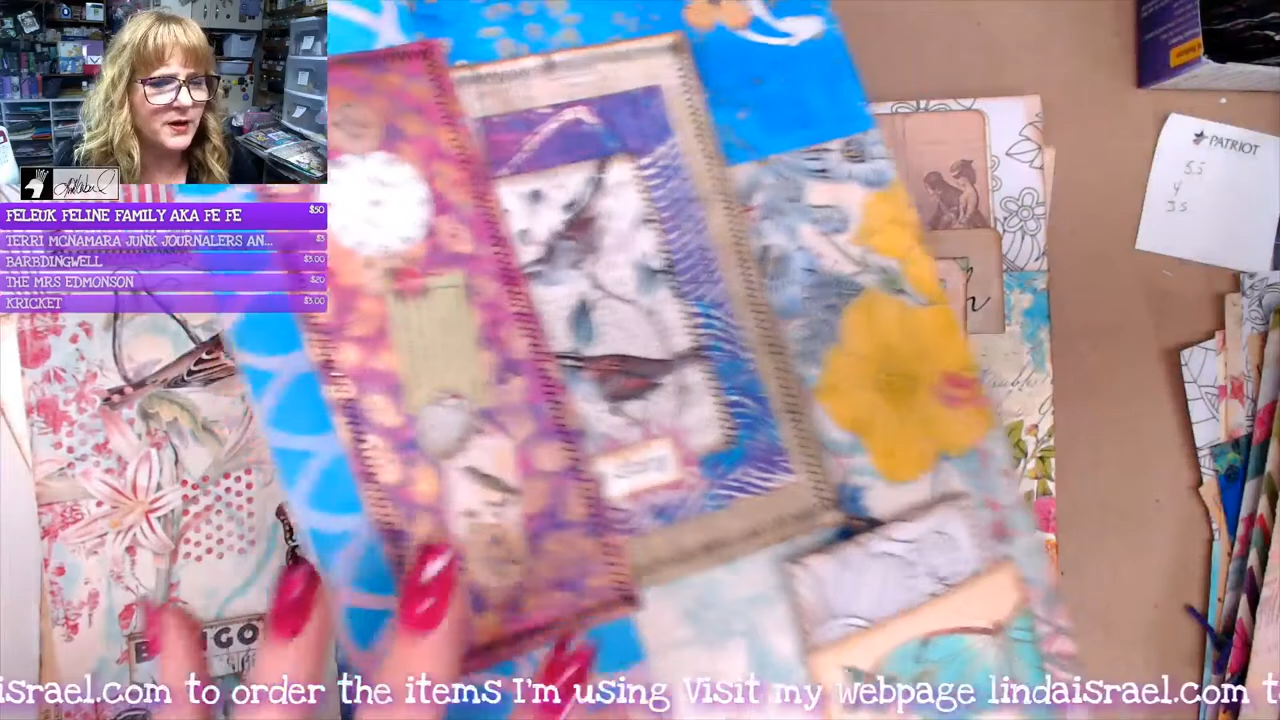 FELEUK FELINE FAMILY AKA FE FE $50
TERRI MCNAMARA JUNK JOURNALERS AN... $3
BARBDINGWELL $3.00
THE MRS EDMONSON $20
KRICKET $3.00
PATRIOT
5.5
4
3.5
BINGO
israel.com to order the items I'm using Visit my webpage lindaisrael.com t